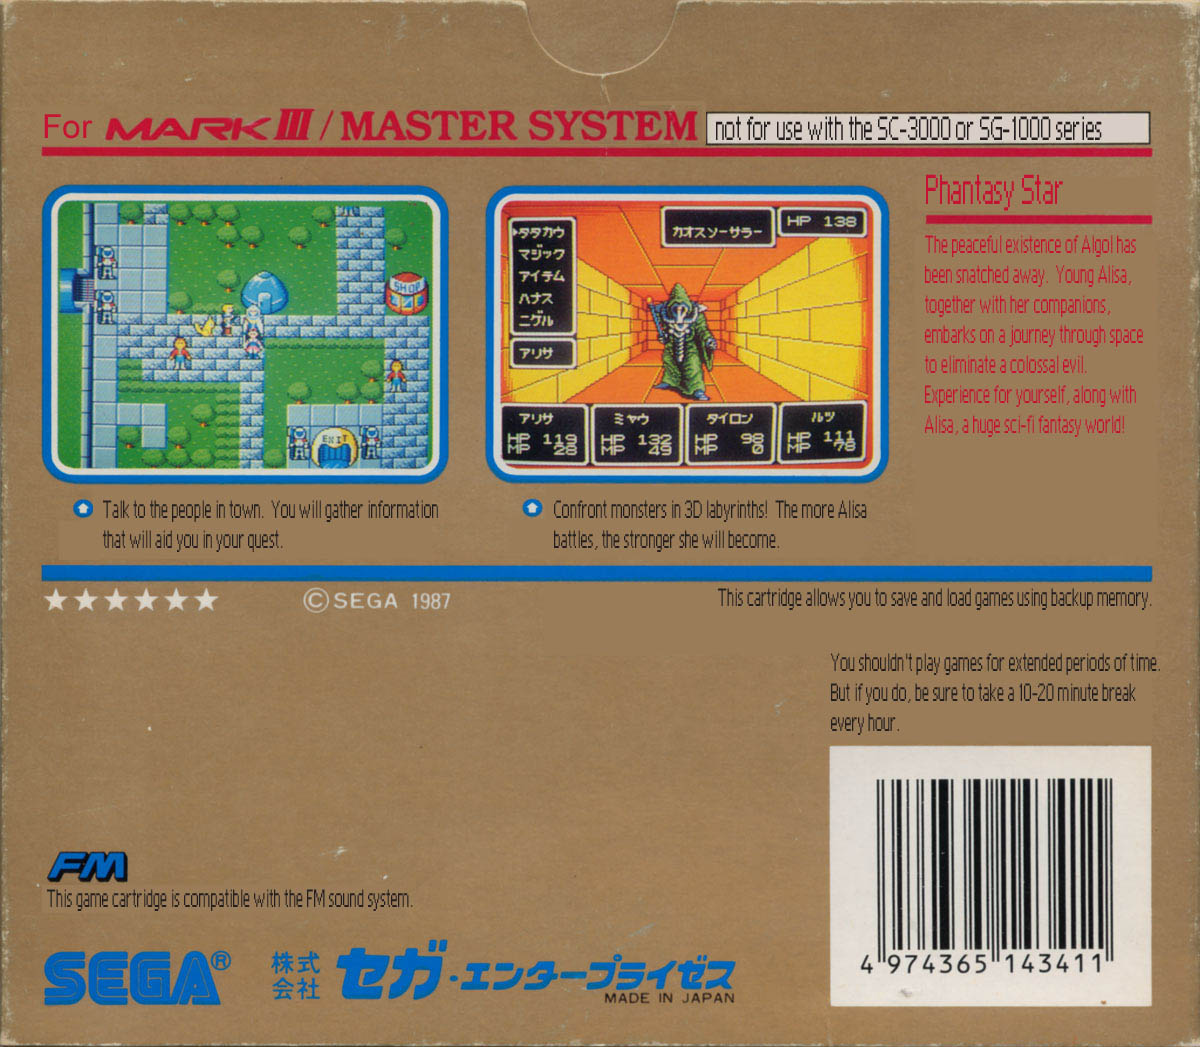 For MARK III / MASTER SYSTEM
not for use with the SC-3000 or SG-1000 series
SHOP
EXIT
▸タタカウ
マジック
アイテム
ハナス
ニゲル
アリサ
カオスソーサラー
HP 138
アリサ
HP 113
MP 28
ミャウ
HP 132
MP 49
タイロン
HP 98
MP 0
ルツ
HP 111
MP 78
Phantasy Star
The peaceful existence of Algol has
been snatched away. Young Alisa,
together with her companions,
embarks on a journey through space
to eliminate a colossal evil.
Experience for yourself, along with
Alisa, a huge sci-fi fantasy world!
Talk to the people in town. You will gather information
that will aid you in your quest.
Confront monsters in 3D labyrinths! The more Alisa
battles, the stronger she will become.
★★★★★★
©SEGA 1987
This cartridge allows you to save and load games using backup memory.
You shouldn't play games for extended periods of time.
But if you do, be sure to take a 10-20 minute break
every hour.
FM
This game cartridge is compatible with the FM sound system.
SEGA®
株式会社
セガ・エンタープライゼス
MADE IN JAPAN
4 974365 143411